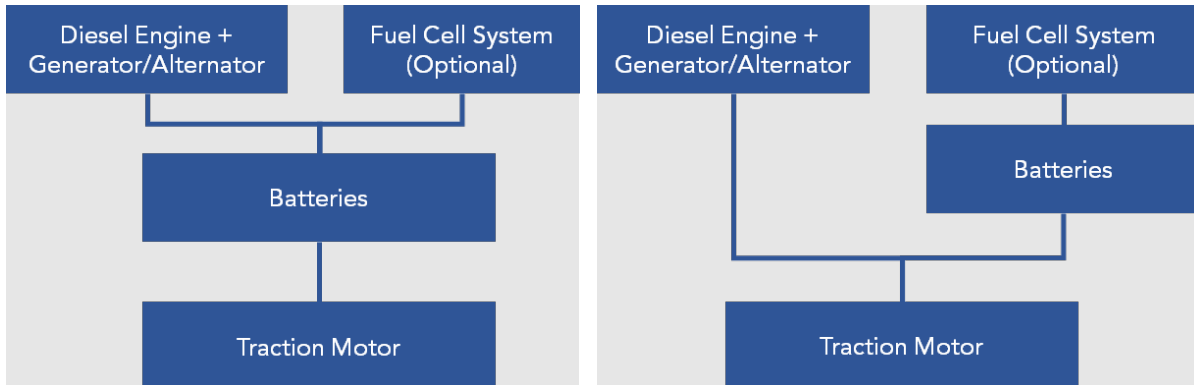 Diesel Engine +
Generator/Alternator
Fuel Cell System
(Optional)
Batteries
Traction Motor
Diesel Engine +
Generator/Alternator
Fuel Cell System
(Optional)
Batteries
Traction Motor